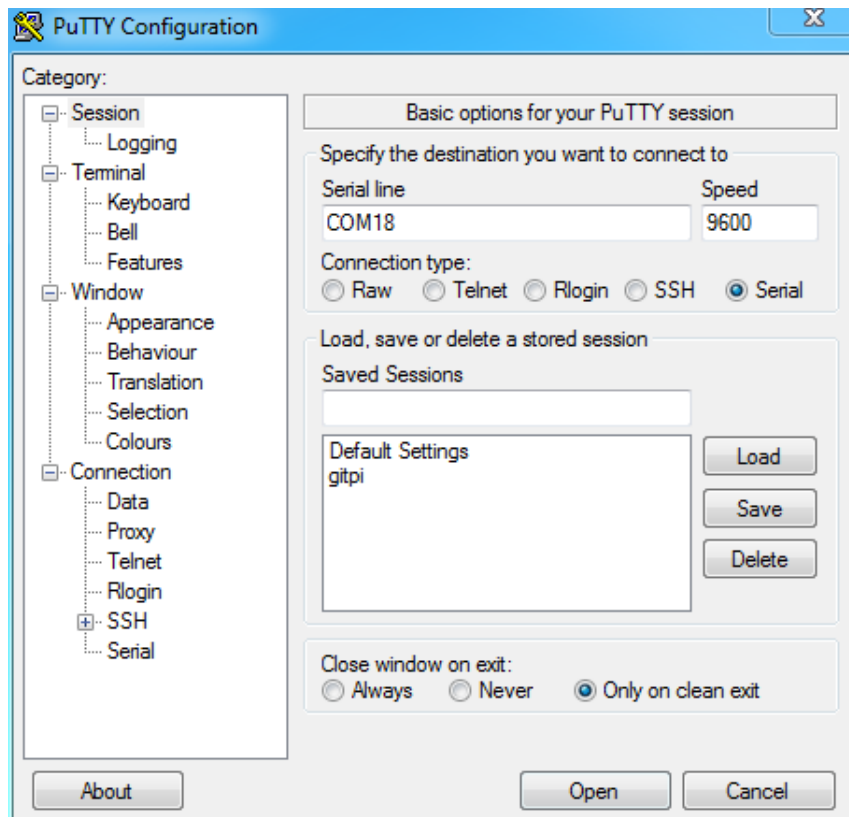 PuTTY Configuration
Category:
Session
Logging
Terminal
Keyboard
Bell
Features
Window
Appearance
Behaviour
Translation
Selection
Colours
Connection
Data
Proxy
Telnet
Rlogin
SSH
Serial
Basic options for your PuTTY session
Specify the destination you want to connect to
Serial line Speed
COM18 9600
Connection type:
Raw Telnet Rlogin SSH Serial
Load, save or delete a stored session
Saved Sessions
Default Settings
gitpi
Load
Save
Delete
Close window on exit:
Always Never Only on clean exit
About Open Cancel